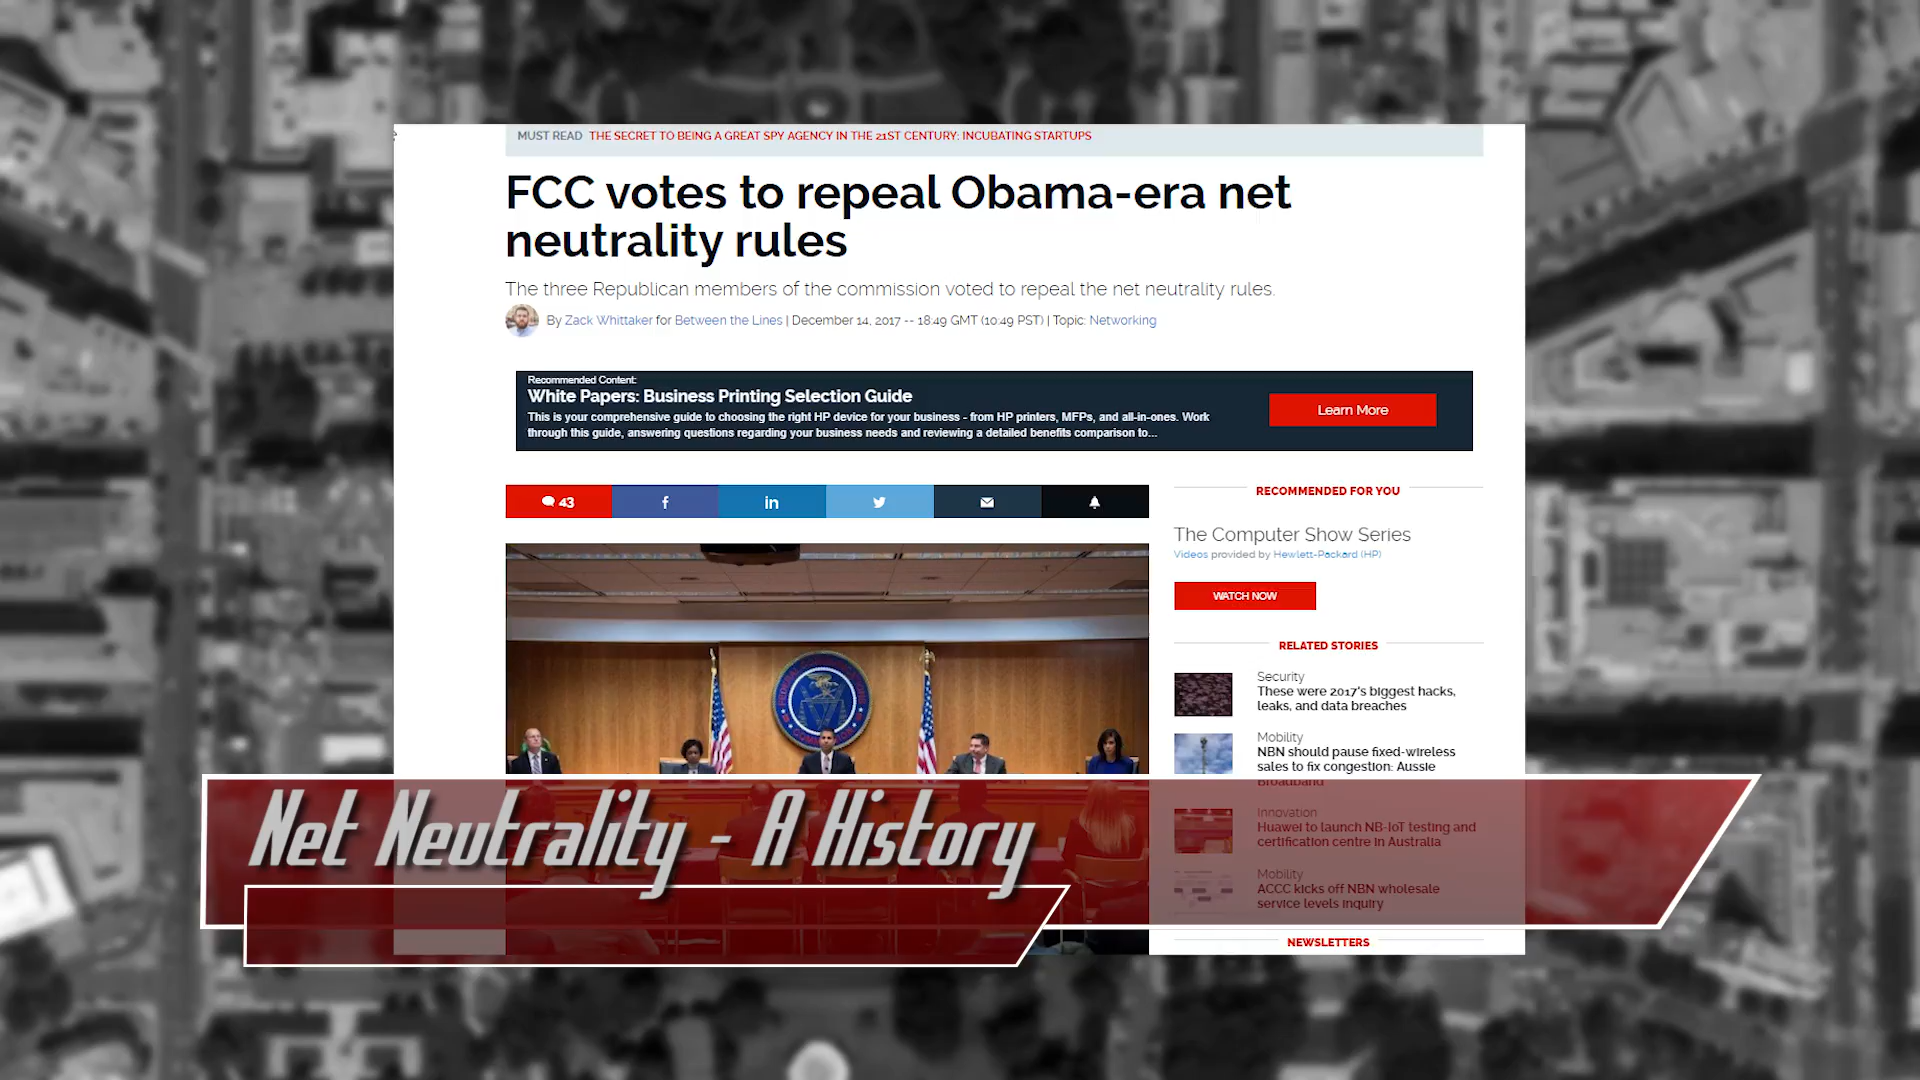 MUST READ THE SECRET TO BEING A GREAT SPY AGENCY IN THE 21ST CENTURY: INCUBATING STARTUPS
FCC votes to repeal Obama-era net
neutrality rules
The three Republican members of the commission voted to repeal the net neutrality rules.
By Zack Whittaker for Between the Lines | December 14, 2017 -- 18:49 GMT (10:49 PST) | Topic: Networking
Recommended Content:
White Papers: Business Printing Selection Guide
This is your comprehensive guide to choosing the right HP device for your business - from HP printers, MFPs, and all-in-ones. Work
through this guide, answering questions regarding your business needs and reviewing a detailed benefits comparison to...
Learn More
43
RECOMMENDED FOR YOU
The Computer Show Series
Videos provided by Hewlett-Packard (HP)
WATCH NOW
RELATED STORIES
Security
These were 2017's biggest hacks,
leaks, and data breaches
Mobility
NBN should pause fixed-wireless
sales to fix congestion: Aussie
Broadband
Innovation
Huawei to launch NB-IoT testing and
certification centre in Australia
Mobility
ACCC kicks off NBN wholesale
service levels inquiry
NEWSLETTERS
Net Neutrality - A History